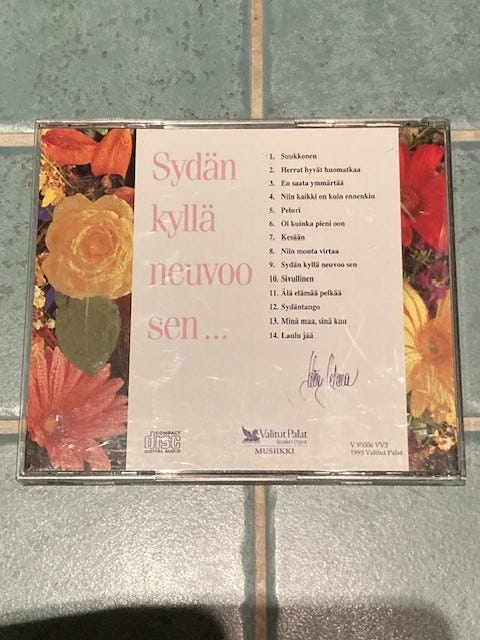 Sydän
kyllä
neuvoo
sen ...
1. Suukkonen
2. Herrat hyvät huomatkaa
3. En saata ymmärtää
4. Niin kaikki on kuin ennenkin
5. Peluri
6. Oi kuinka pieni oon
7. Kesään
8. Niin monta virtaa
9. Sydän kyllä neuvoo sen
10. Sivullinen
11. Älä elämää pelkää
12. Sydäntango
13. Minä maa, sinä kuu
14. Laulu jää
COMPACT
disc
DIGITAL AUDIO
Valitut Palat
Reader's Digest
MUSIIKKI
V 95006 VV3
1995 Valitut Palat